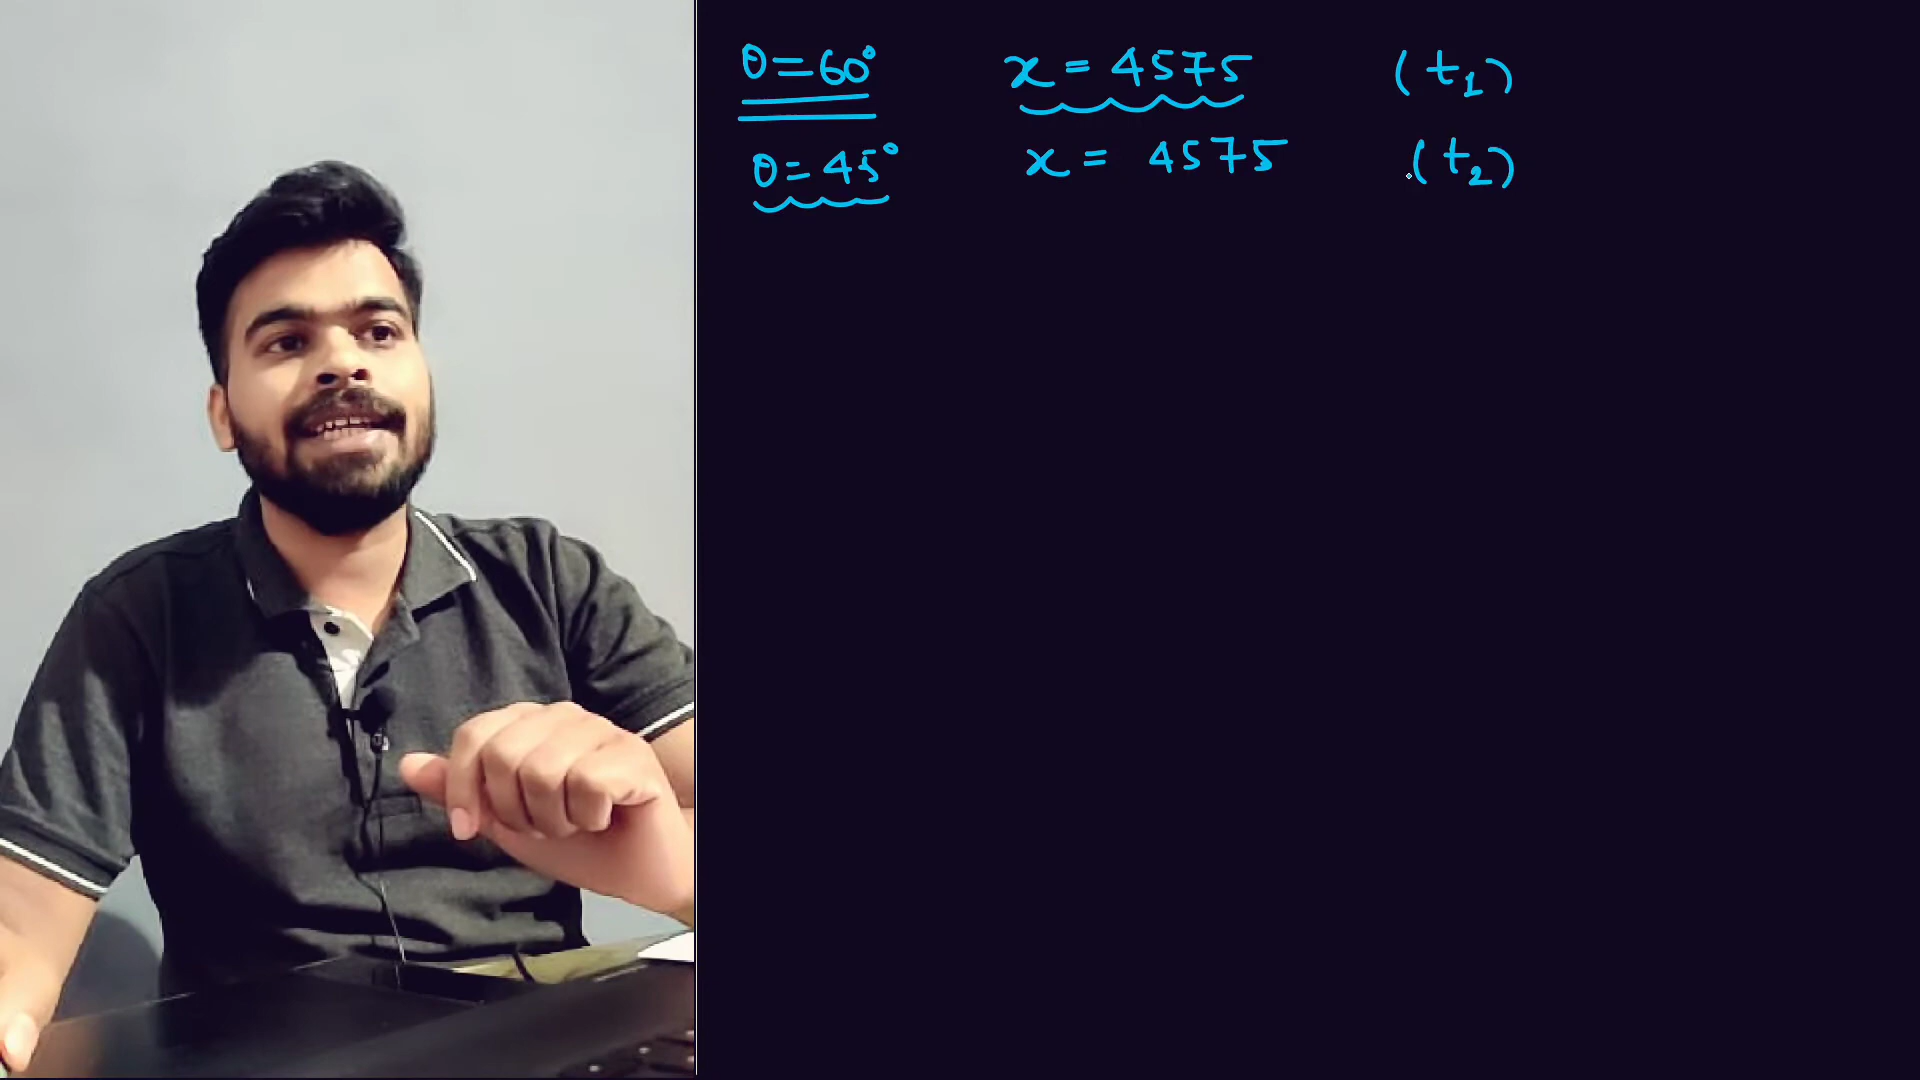 θ=60° x = 4575 (t₁)
θ=45° x = 4575 (t₂)